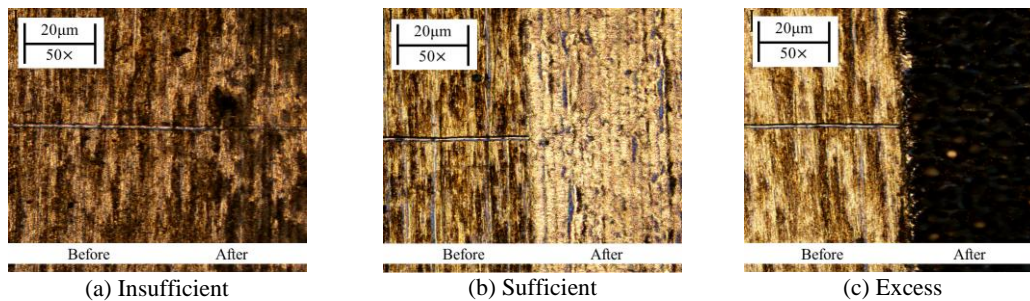 20μm
50×
Before After
(a) Insufficient
20μm
50×
Before After
(b) Sufficient
20μm
50×
Before After
(c) Excess